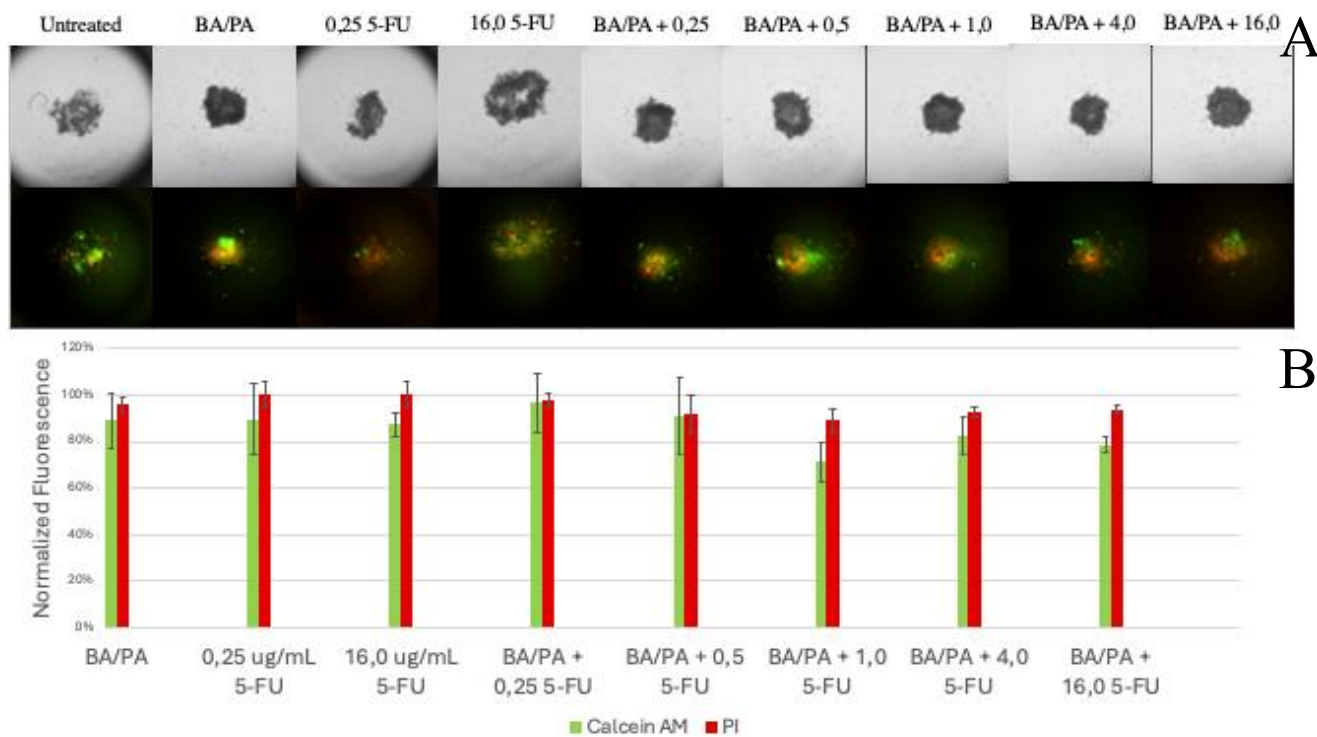 Untreated BA/PA 0,25 5-FU 16,0 5-FU BA/PA + 0,25 BA/PA + 0,5 BA/PA + 1,0 BA/PA + 4,0 BA/PA + 16,0
A
B
Normalized Fluorescence
120%
100%
80%
60%
40%
20%
0%
BA/PA 0,25 ug/mL 16,0 ug/mL BA/PA + BA/PA + 0,5 BA/PA + 1,0 BA/PA + 4,0 BA/PA +
5-FU 5-FU 0,25 5-FU 5-FU 5-FU 5-FU 16,0 5-FU
Calcein AM PI